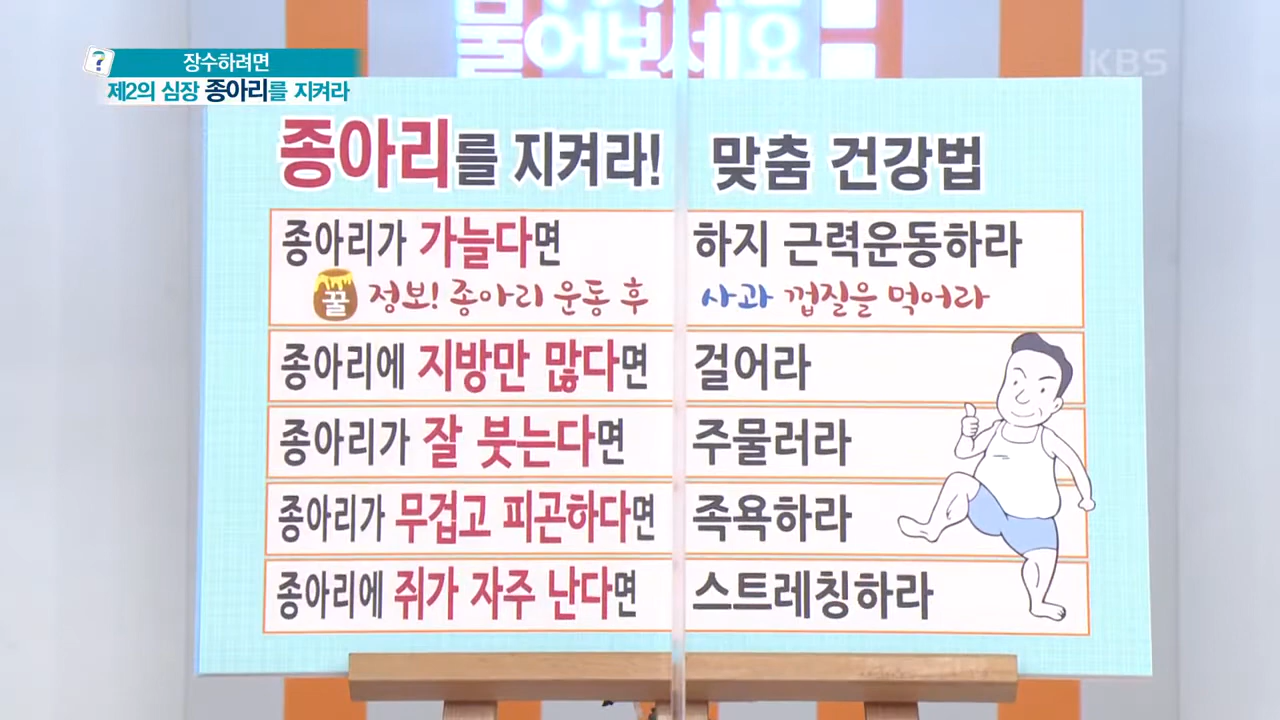 물어보세요
KBS
?
장수하려면
제2의 심장 종아리를 지켜라
종아리를 지켜라! 맞춤 건강법
종아리가 가늘다면 하지 근력운동하라
꿀 정보! 종아리 운동 후 사과 껍질을 먹어라
종아리에 지방만 많다면 걸어라
종아리가 잘 붓는다면 주물러라
종아리가 무겁고 피곤하다면 족욕하라
종아리에 쥐가 자주 난다면 스트레칭하라